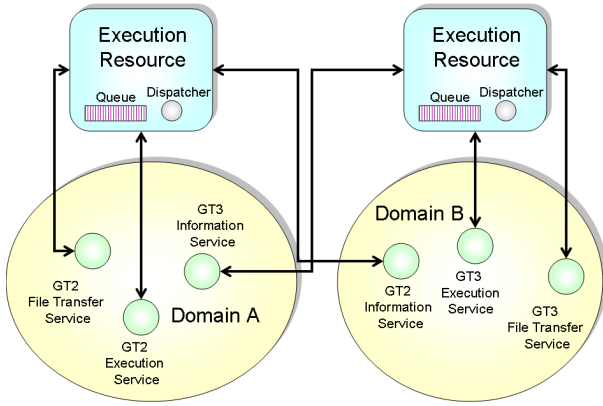 Execution
Resource
Queue
Dispatcher
Execution
Resource
Queue
Dispatcher
GT3
Information
Service
GT2
File Transfer
Service
Domain A
GT2
Execution
Service
Domain B
GT2
Information
Service
GT3
Execution
Service
GT3
File Transfer
Service